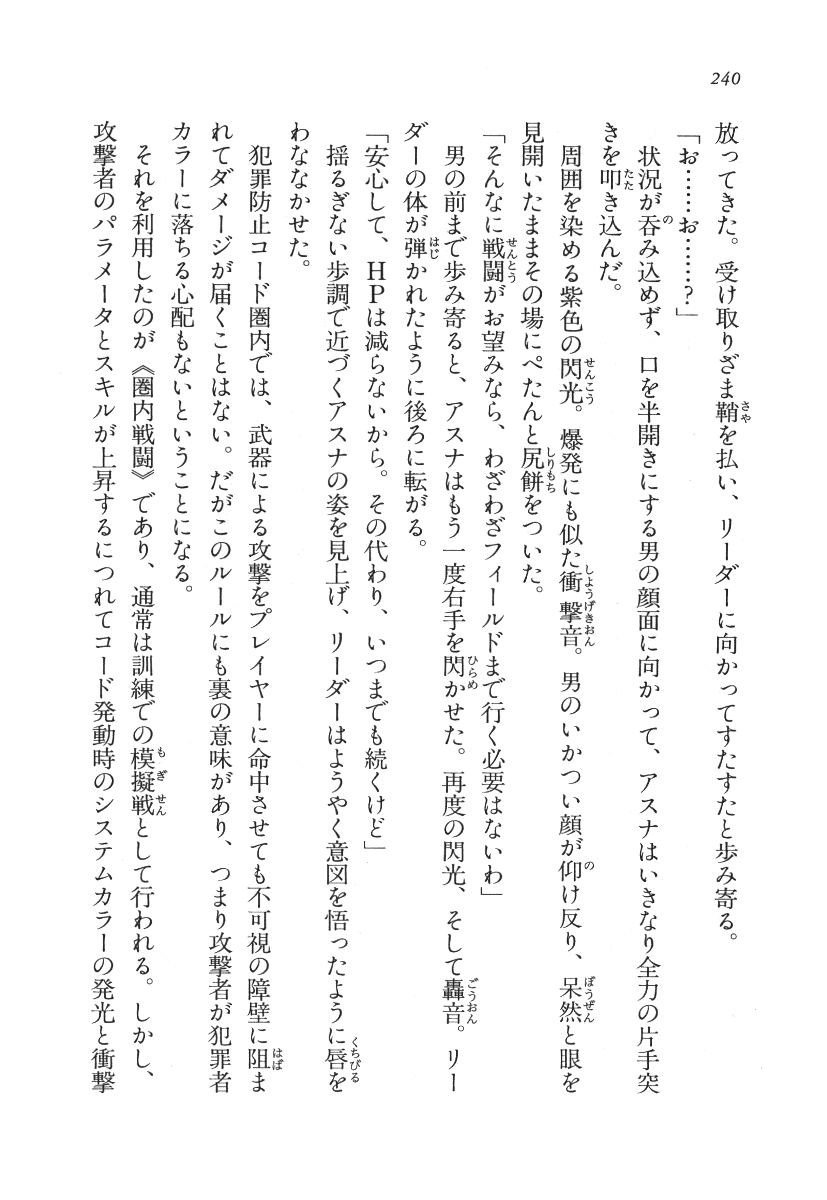 240
放ってきた。受け取りざま鞘を払い、リーダーに向かってすたすたと歩み寄る。
「お……お……？」
状況が呑み込めず、口を半開きにする男の顔面に向かって、アスナはいきなり全力の片手突
きを叩き込んだ。
周囲を染める紫色の閃光。爆発にも似た衝撃音。男のいかつい顔が仰け反り、呆然と眼を
見開いたままその場にぺたんと尻餅をついた。
「そんなに戦闘がお望みなら、わざわざフィールドまで行く必要はないわ」
男の前まで歩み寄ると、アスナはもう一度右手を閃かせた。再度の閃光、そして轟音。リー
ダーの体が弾かれたように後ろに転がる。
「安心して、ＨＰは減らないから。その代わり、いつまでも続くけど」
揺るぎない歩調で近づくアスナの姿を見上げ、リーダーはようやく意図を悟ったように唇を
わななかせた。
犯罪防止コード圏内では、武器による攻撃をプレイヤーに命中させても不可視の障壁に阻ま
れてダメージが届くことはない。だがこのルールにも裏の意味があり、つまり攻撃者が犯罪者
カラーに落ちる心配もないということになる。
それを利用したのが《圏内戦闘》であり、通常は訓練での模擬戦として行われる。しかし、
攻撃者のパラメータとスキルが上昇するにつれてコード発動時のシステムカラーの発光と衝撃